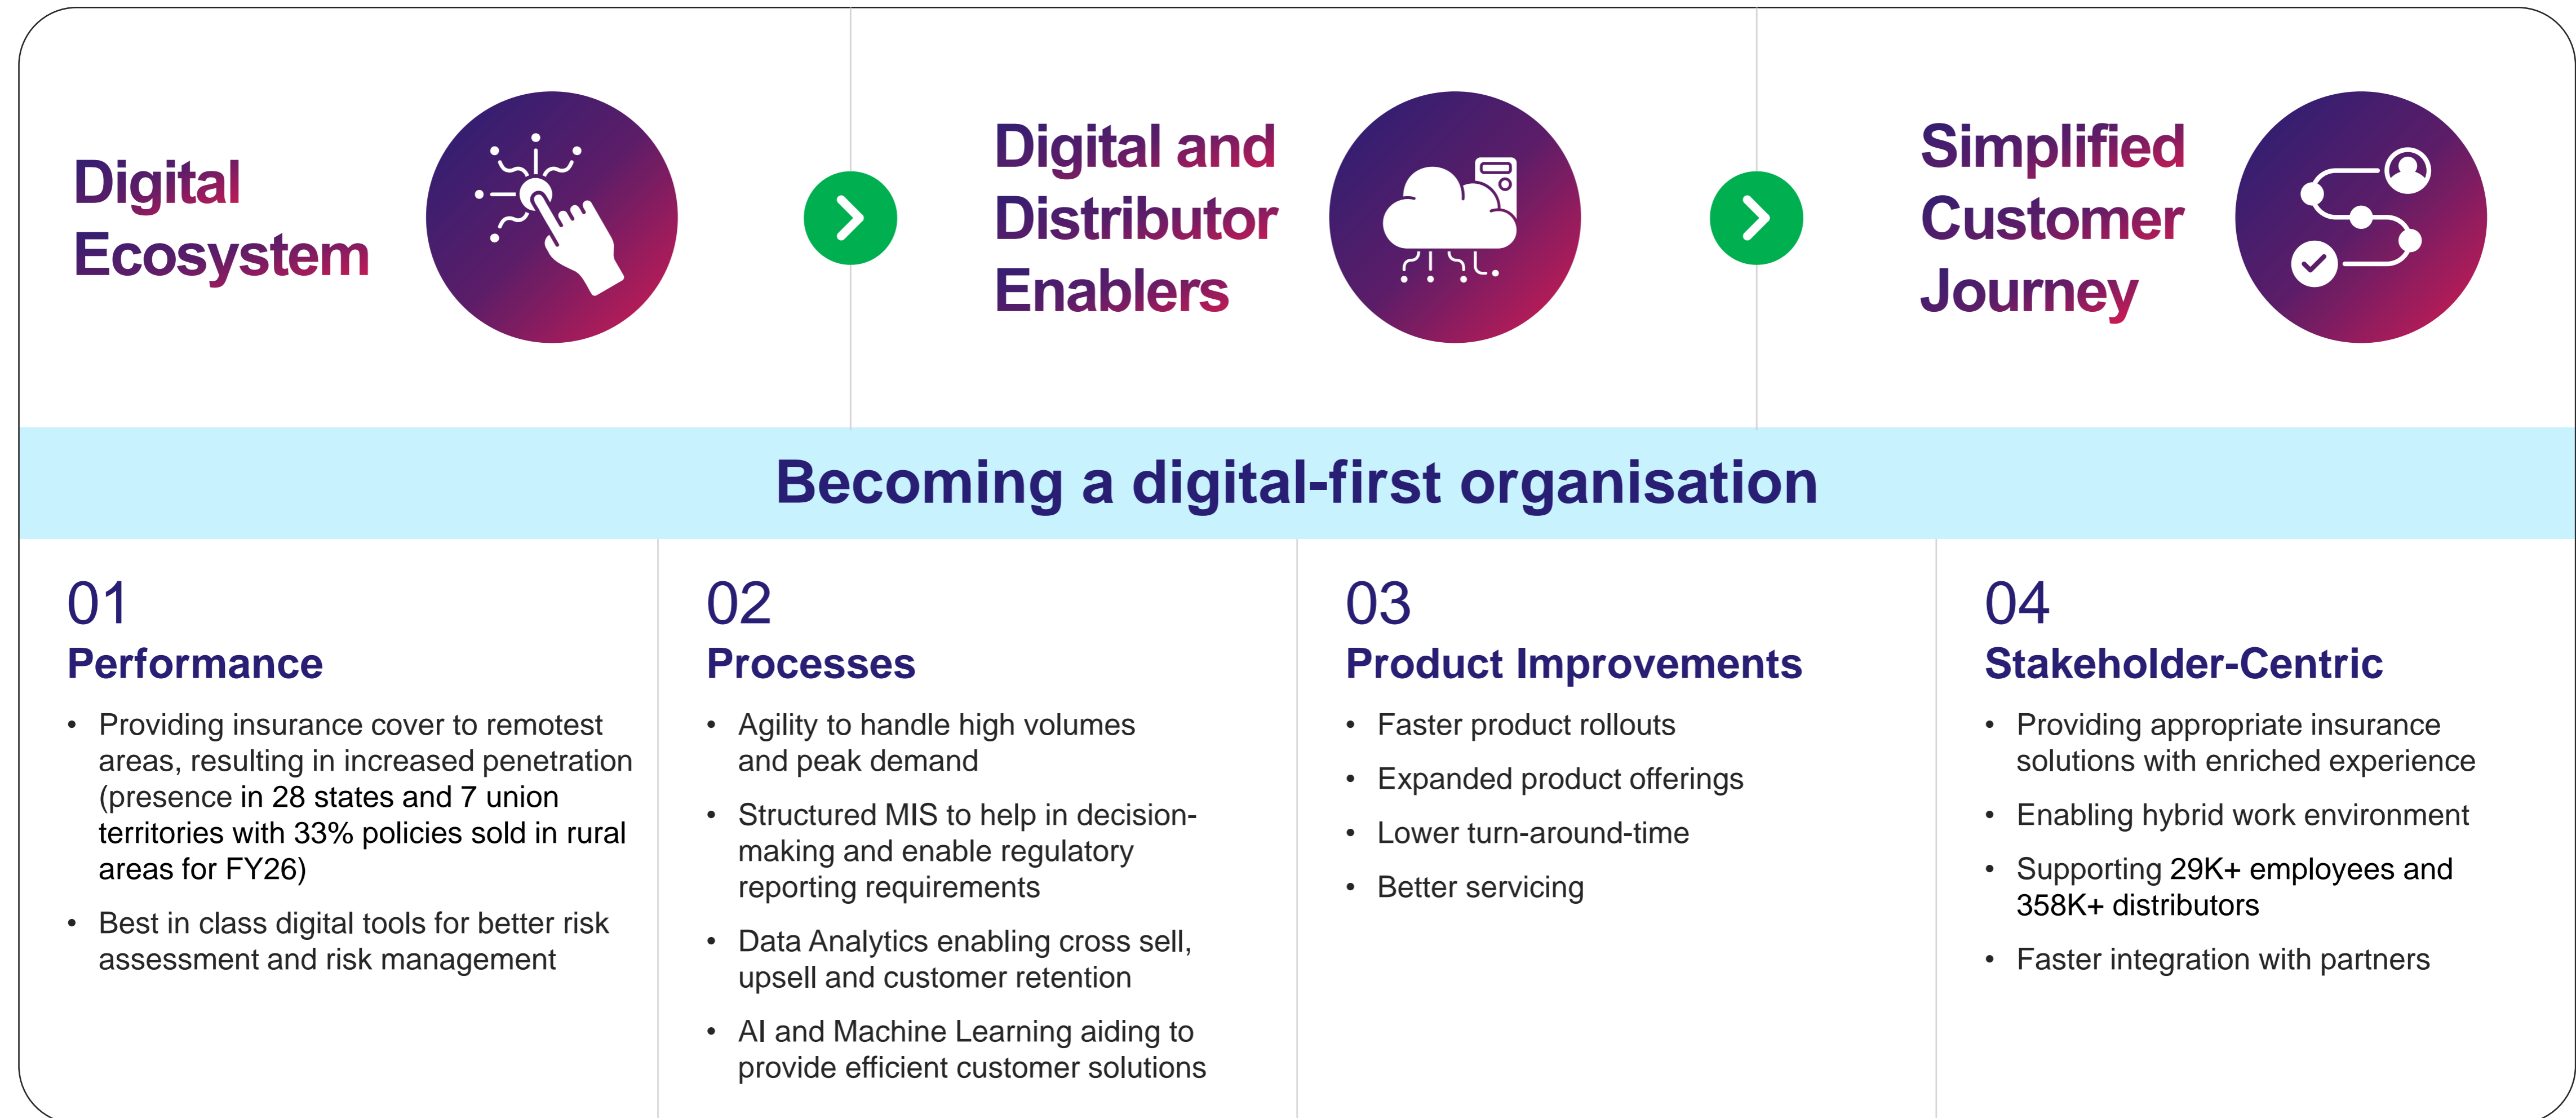 Digital
Ecosystem
Digital and
Distributor
Enablers
Simplified
Customer
Journey
Becoming a digital-first organisation
01
Performance
• Providing insurance cover to remotest
areas, resulting in increased penetration
(presence in 28 states and 7 union
territories with 33% policies sold in rural
areas for FY26)
• Best in class digital tools for better risk
assessment and risk management
02
Processes
• Agility to handle high volumes
and peak demand
• Structured MIS to help in decision-
making and enable regulatory
reporting requirements
• Data Analytics enabling cross sell,
upsell and customer retention
• AI and Machine Learning aiding to
provide efficient customer solutions
03
Product Improvements
• Faster product rollouts
• Expanded product offerings
• Lower turn-around-time
• Better servicing
04
Stakeholder-Centric
• Providing appropriate insurance
solutions with enriched experience
• Enabling hybrid work environment
• Supporting 29K+ employees and
358K+ distributors
• Faster integration with partners